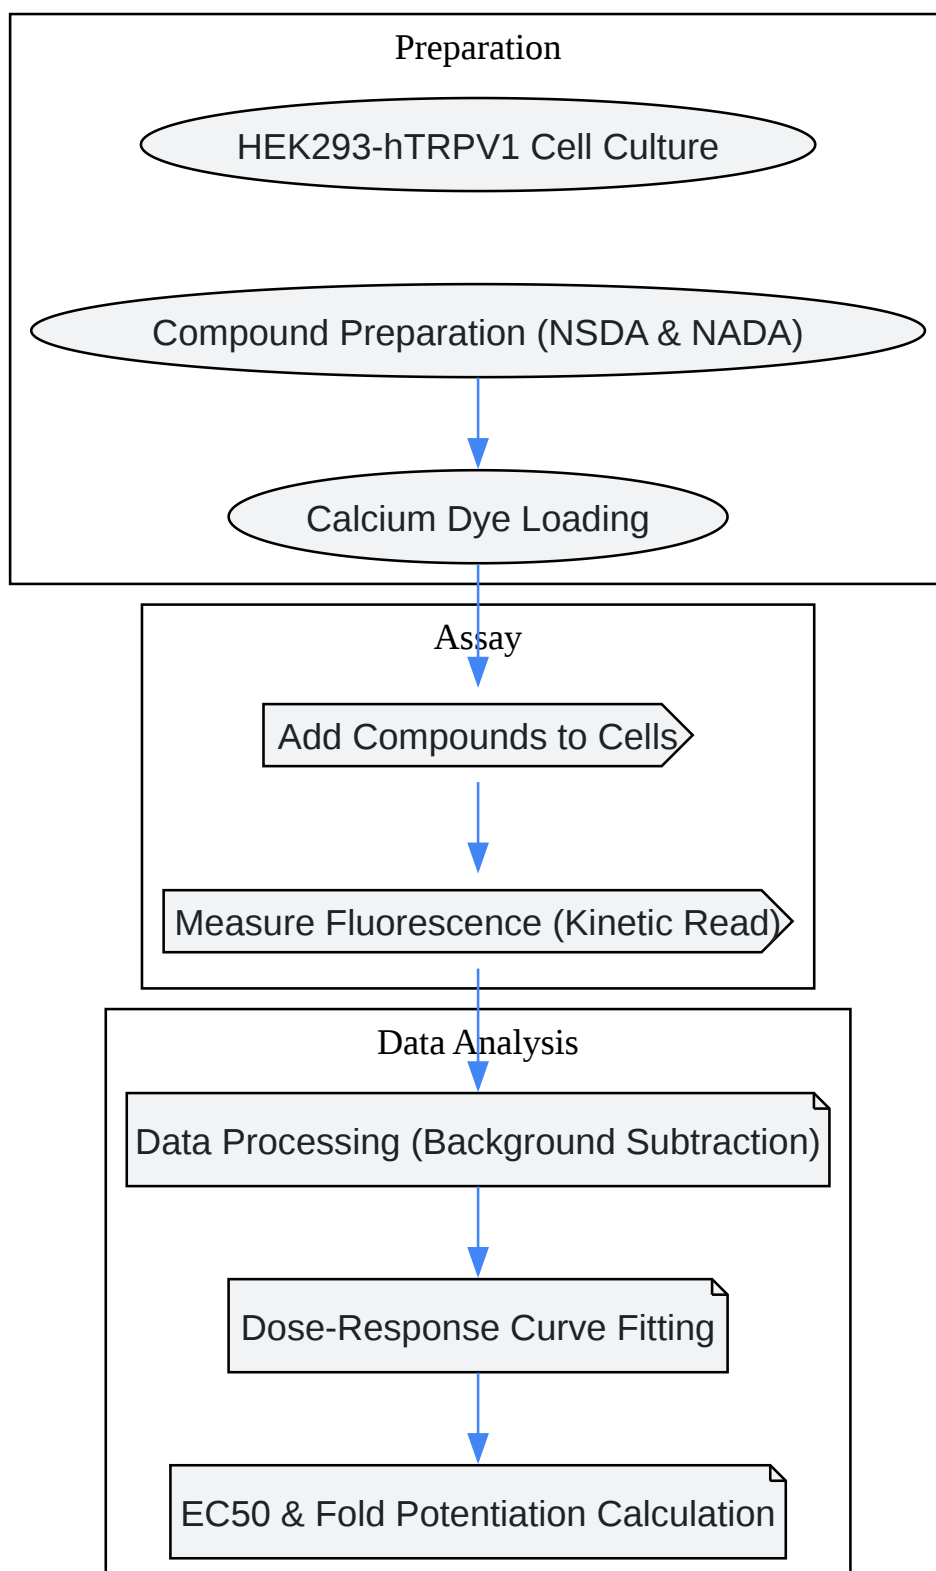 Preparation
HEK293-hTRPV1 Cell Culture
Compound Preparation (NSDA & NADA)
Calcium Dye Loading
Assay
Add Compounds to Cells
Measure Fluorescence (Kinetic Read)
Data Analysis
Data Processing (Background Subtraction)
Dose-Response Curve Fitting
EC50 & Fold Potentiation Calculation